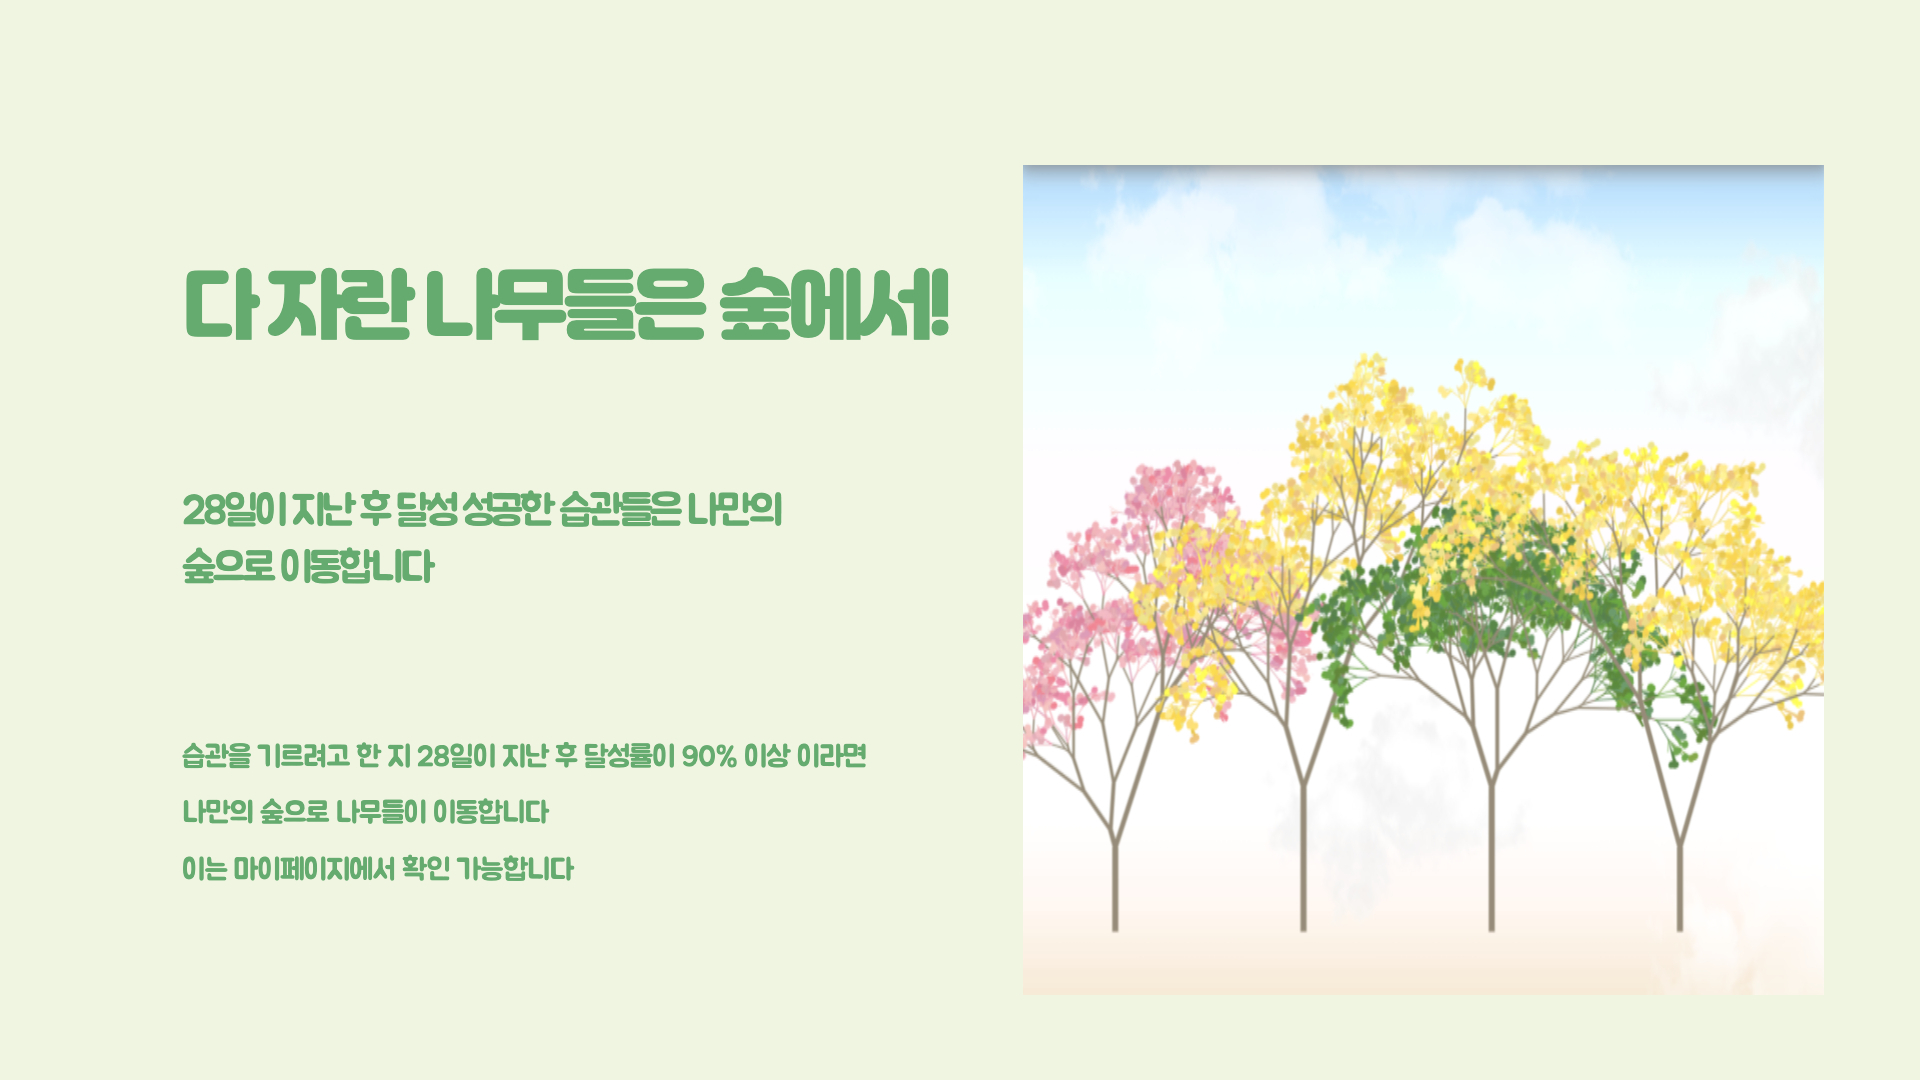 다 자란 나무들은 숲에서!
28일이 지난 후 달성 성공한 습관들은 나만의
숲으로 이동합니다
습관을 기르려고 한 지 28일이 지난 후 달성률이 90% 이상 이라면
나만의 숲으로 나무들이 이동합니다
이는 마이페이지에서 확인 가능합니다